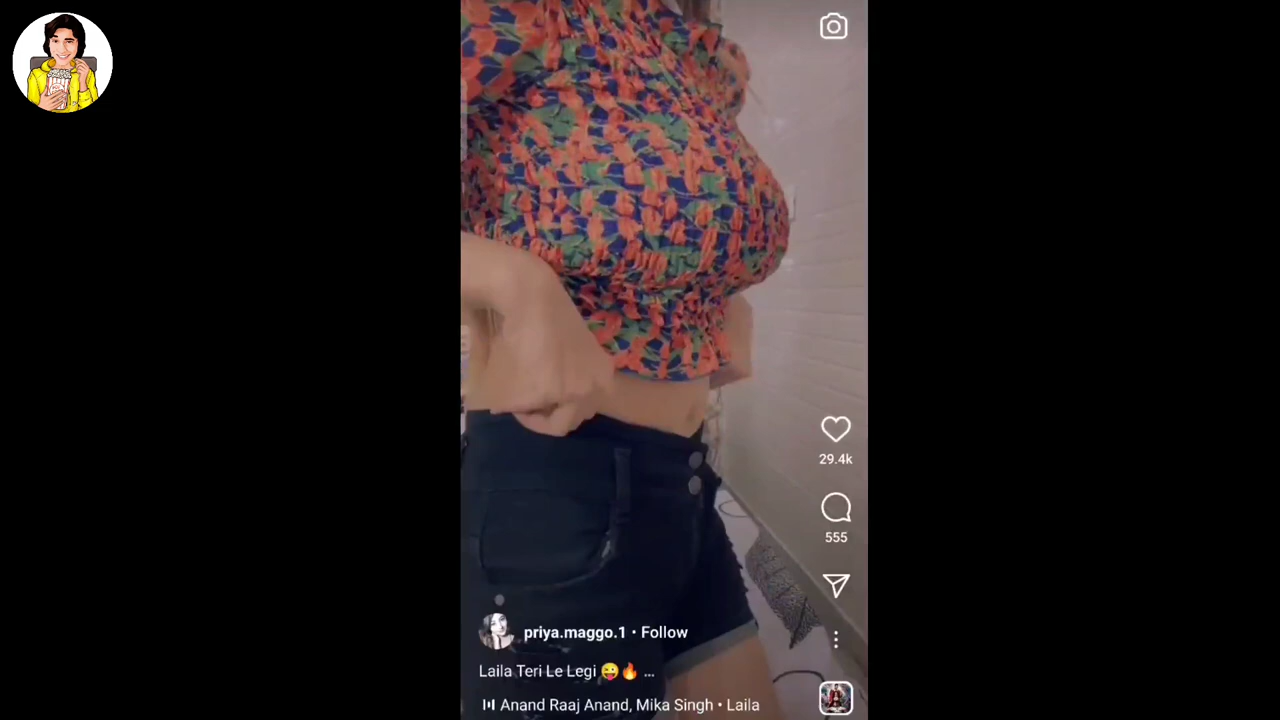 29.4k
555
priya.maggo.1 • Follow
Laila Teri Le Legi 😜🔥 ...
Anand Raaj Anand, Mika Singh • Laila